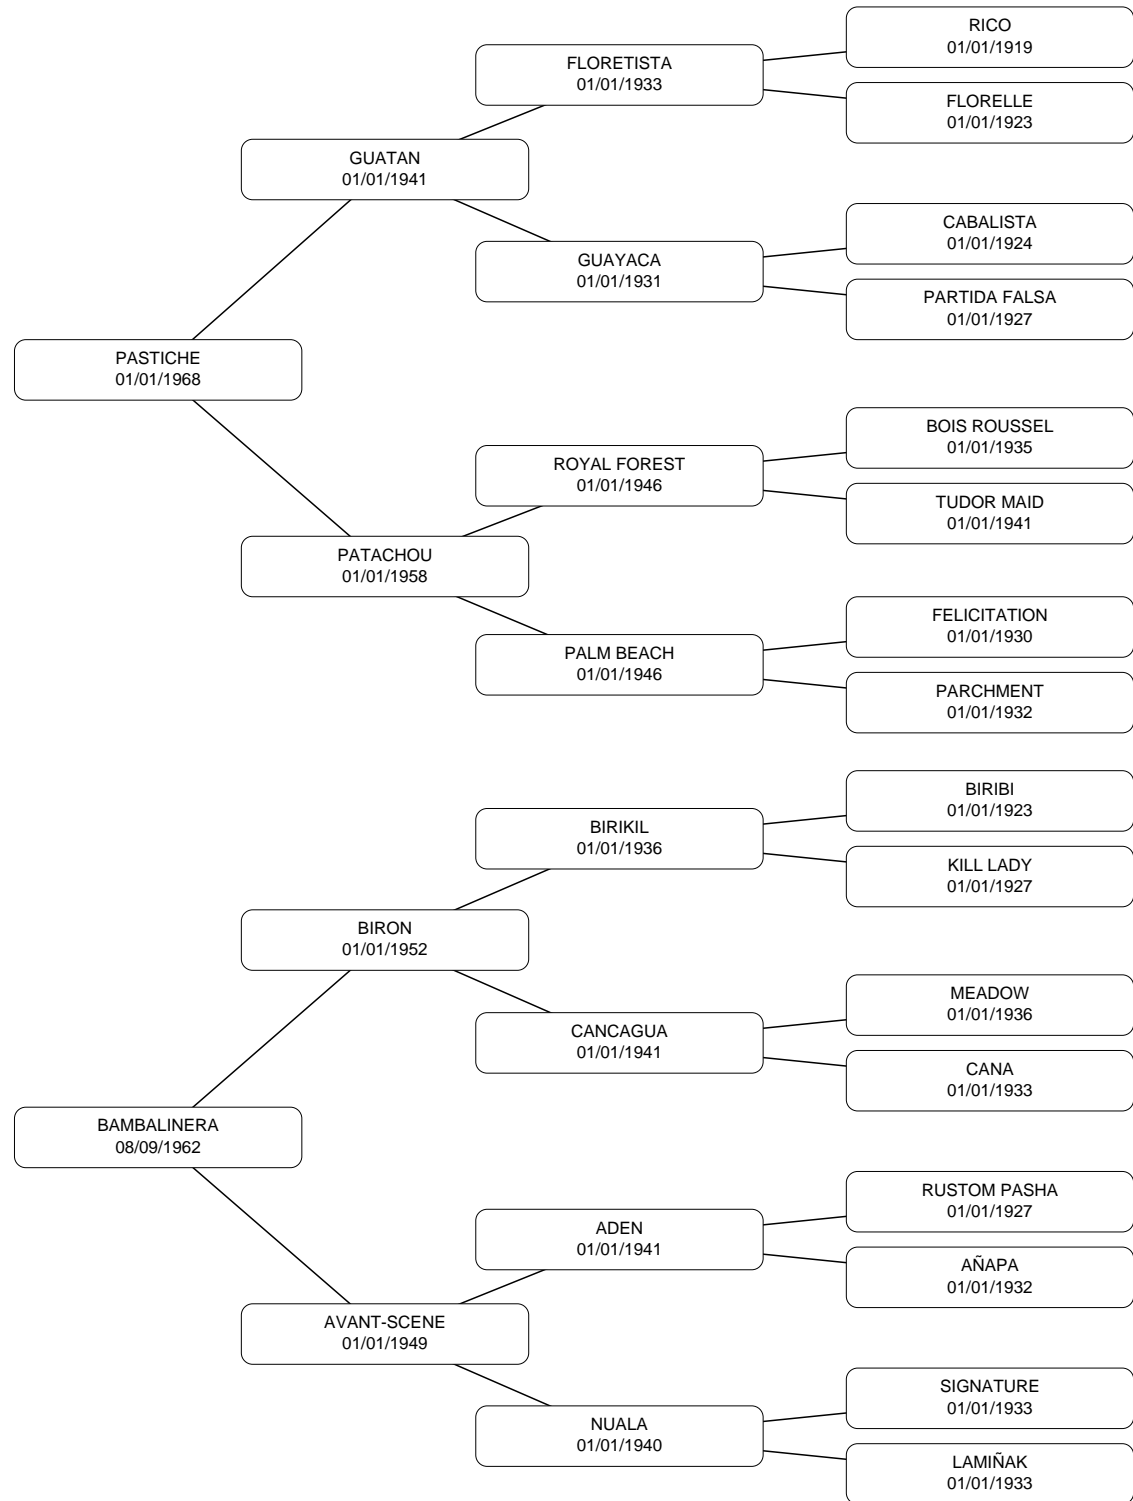 RICO
01/01/1919
FLORETISTA
01/01/1933
FLORELLE
01/01/1923
GUATAN
01/01/1941
CABALISTA
01/01/1924
GUAYACA
01/01/1931
PARTIDA FALSA
01/01/1927
PASTICHE
01/01/1968
BOIS ROUSSEL
01/01/1935
ROYAL FOREST
01/01/1946
TUDOR MAID
01/01/1941
PATACHOU
01/01/1958
FELICITATION
01/01/1930
PALM BEACH
01/01/1946
PARCHMENT
01/01/1932
BIRIBI
01/01/1923
BIRIKIL
01/01/1936
KILL LADY
01/01/1927
BIRON
01/01/1952
MEADOW
01/01/1936
CANCAGUA
01/01/1941
CANA
01/01/1933
BAMBALINERA
08/09/1962
RUSTOM PASHA
01/01/1927
ADEN
01/01/1941
AÑAPA
01/01/1932
AVANT-SCENE
01/01/1949
SIGNATURE
01/01/1933
NUALA
01/01/1940
LAMIÑAK
01/01/1933